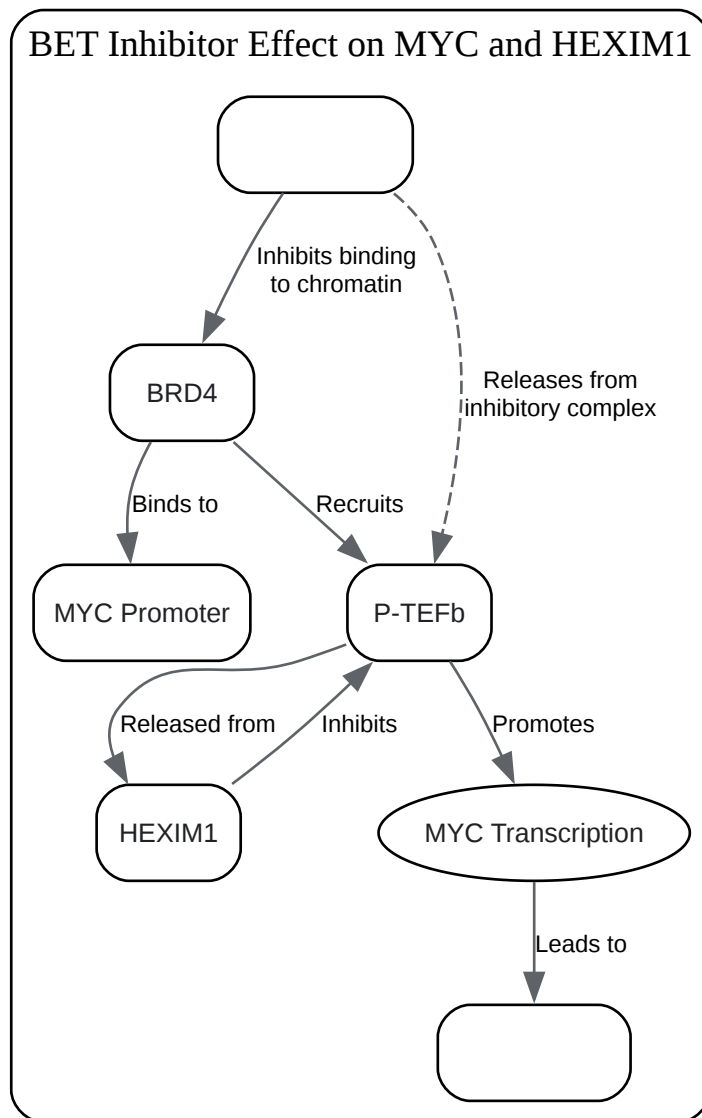 BET Inhibitor Effect on MYC and HEXIM1
Inhibits binding
to chromatin
Releases from
inhibitory complex
BRD4
Binds to
Recruits
MYC Promoter
P-TEFb
Released from
Inhibits
Promotes
HEXIM1
MYC Transcription
Leads to